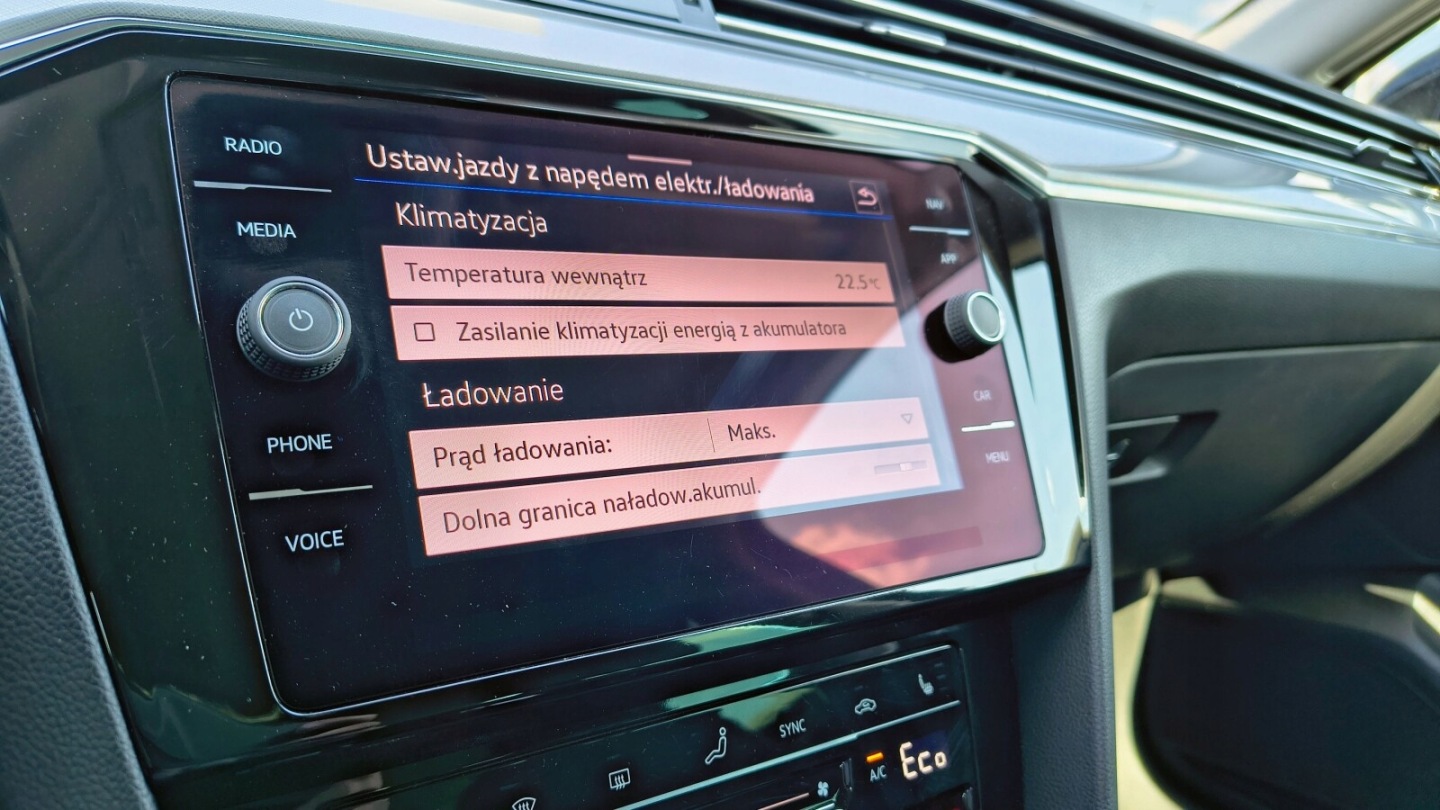 RADIO
MEDIA
PHONE
VOICE
Ustaw.jazdy z napędem elektr./ładowania
Klimatyzacja
Temperatura wewnątrz 22.5°C
Zasilanie klimatyzacji energią z akumulatora
Ładowanie
Prąd ładowania: Maks.
Dolna granica naładow.akumul.
NAV
APP
CAR
MENU
SYNC
A/C Eco